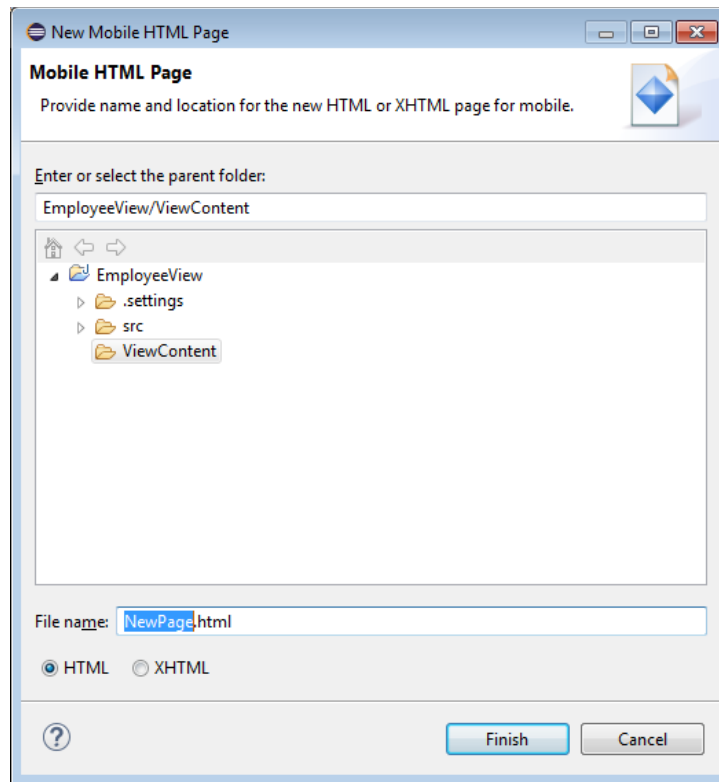 New Mobile HTML Page
Mobile HTML Page
Provide name and location for the new HTML or XHTML page for mobile.
Enter or select the parent folder:
EmployeeView/ViewContent
EmployeeView
.settings
src
ViewContent
File name: NewPage.html
HTML XHTML
? Finish Cancel